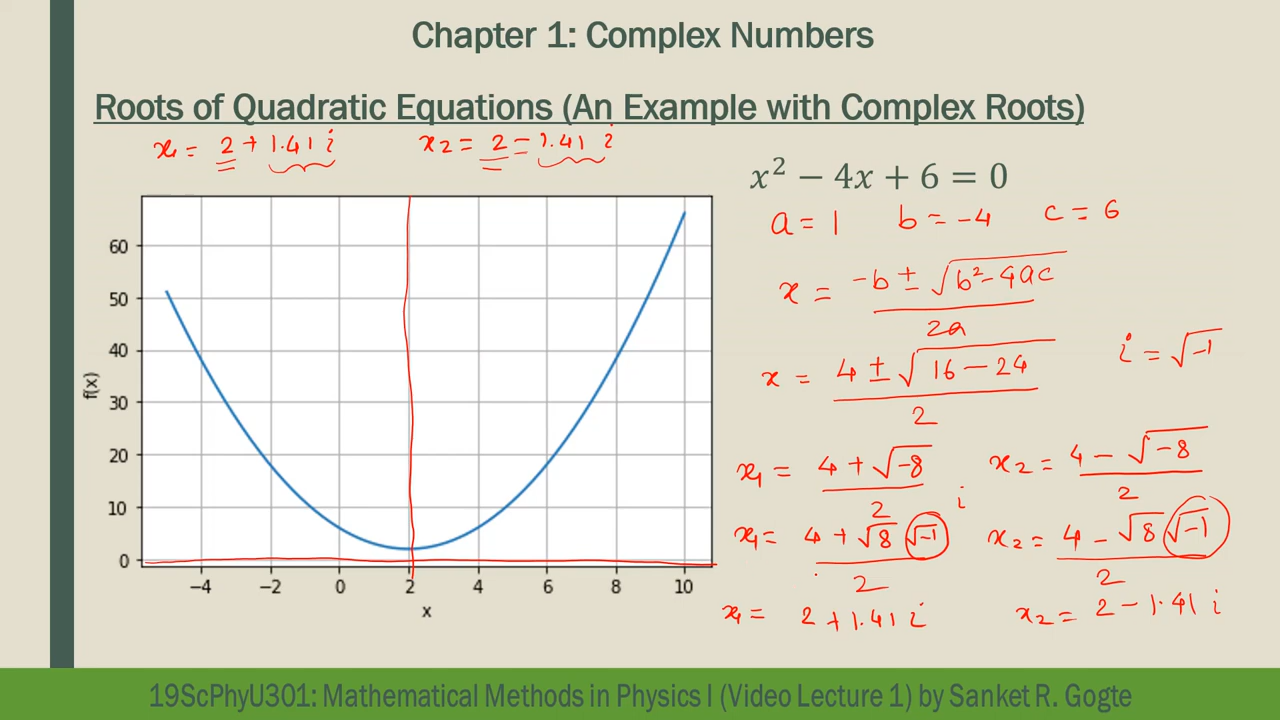 Chapter 1: Complex Numbers
Roots of Quadratic Equations (An Example with Complex Roots)
x₁ = 2 + 1.41 i
x₂ = 2 - 1.41 i
x² − 4x + 6 = 0
a = 1 b = -4 c = 6
x = (-b ± √(b² - 4ac)) / 2a
x = (4 ± √(16 - 24)) / 2
i = √-1
x₁ = (4 + √-8) / 2
x₂ = (4 - √-8) / 2
i
x₁ = (4 + √8 √-1) / 2
x₂ = (4 - √8 √-1) / 2
x₁ = 2 + 1.41 i
x₂ = 2 - 1.41 i
f(x)
60
50
40
30
20
10
0
−4 −2 0 2 4 6 8 10
x
19ScPhyU301: Mathematical Methods in Physics I (Video Lecture 1) by Sanket R. Gogte